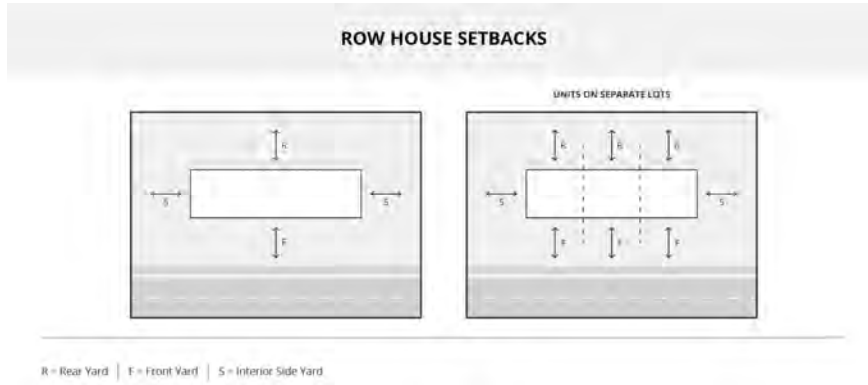 ROW HOUSE SETBACKS
UNITS ON SEPARATE LOTS
R
S
S
F
R
R
R
S
S
F
F
F
R = Rear Yard | F = Front Yard | S = Interior Side Yard